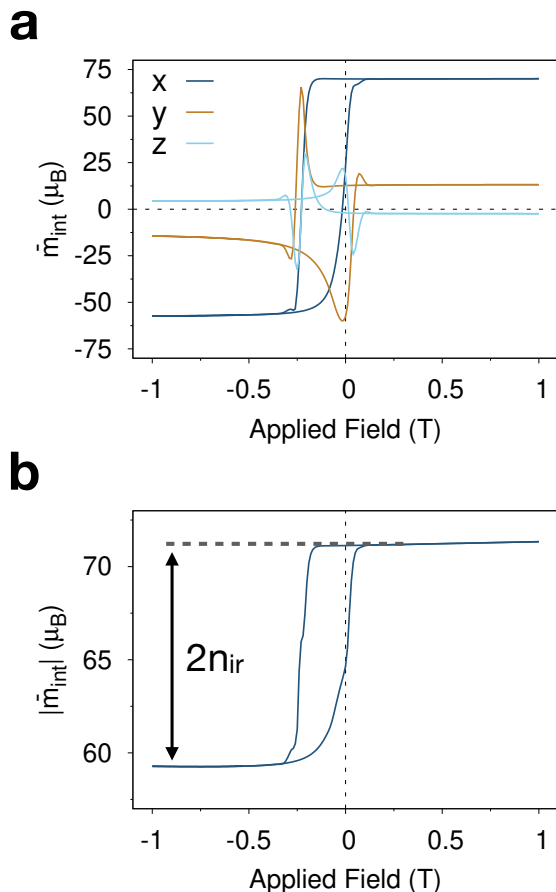 a
x
y
z
75
50
25
0
-25
-50
-75
m̄int (μB)
-1 -0.5 0 0.5 1
Applied Field (T)
b
70
65
60
|m̄int| (μB)
2nir
-1 -0.5 0 0.5 1
Applied Field (T)